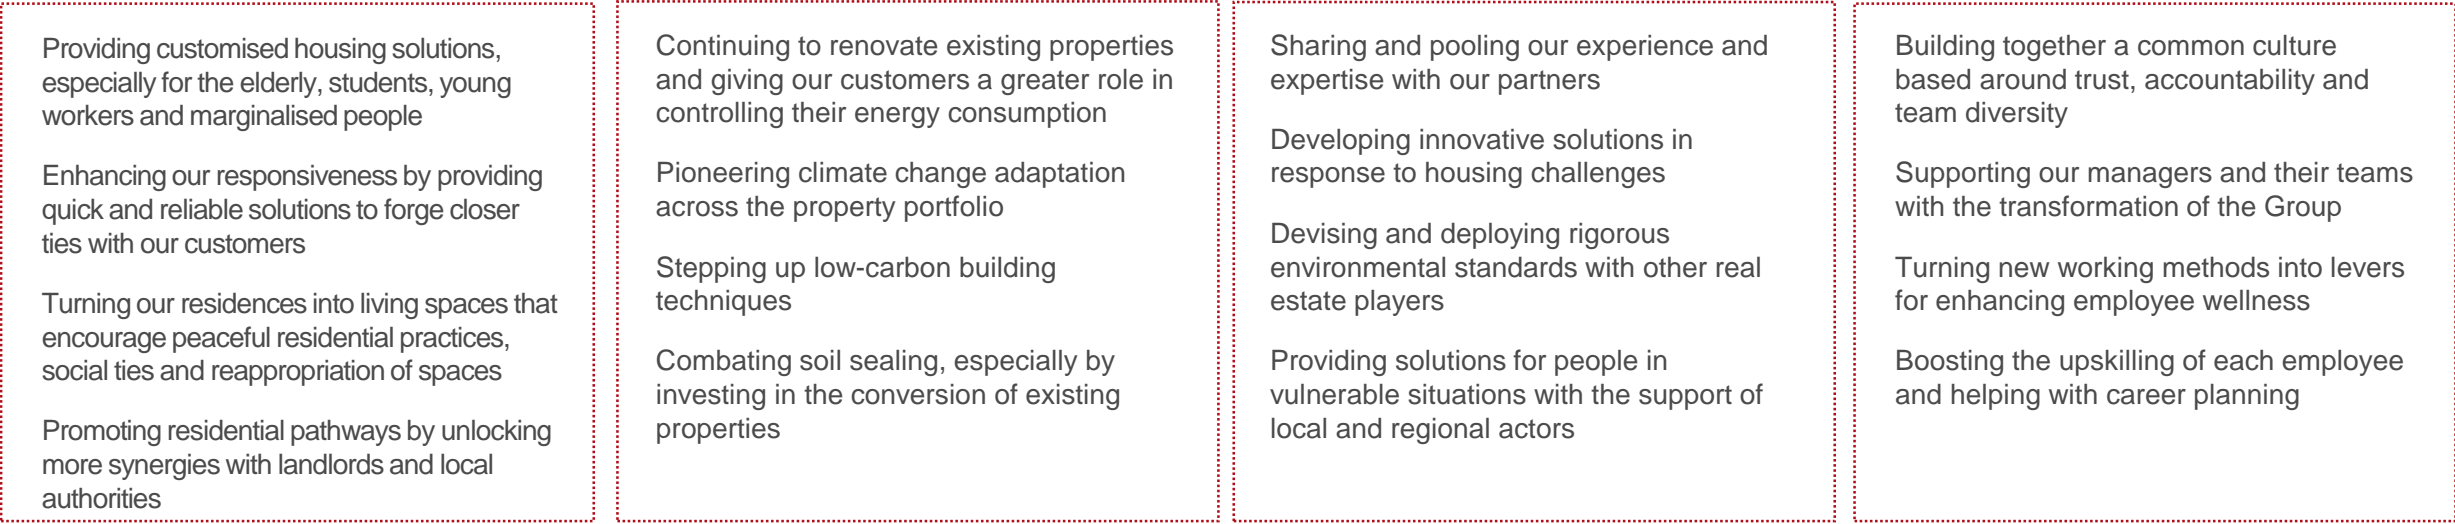 Providing customised housing solutions,
especially for the elderly, students, young
workers and marginalised people
Enhancing our responsiveness by providing
quick and reliable solutions to forge closer
ties with our customers
Turning our residences into living spaces that
encourage peaceful residential practices,
social ties and reappropriation of spaces
Promoting residential pathways by unlocking
more synergies with landlords and local
authorities
Continuing to renovate existing properties
and giving our customers a greater role in
controlling their energy consumption
Pioneering climate change adaptation
across the property portfolio
Stepping up low-carbon building
techniques
Combating soil sealing, especially by
investing in the conversion of existing
properties
Sharing and pooling our experience and
expertise with our partners
Developing innovative solutions in
response to housing challenges
Devising and deploying rigorous
environmental standards with other real
estate players
Providing solutions for people in
vulnerable situations with the support of
local and regional actors
Building together a common culture
based around trust, accountability and
team diversity
Supporting our managers and their teams
with the transformation of the Group
Turning new working methods into levers
for enhancing employee wellness
Boosting the upskilling of each employee
and helping with career planning